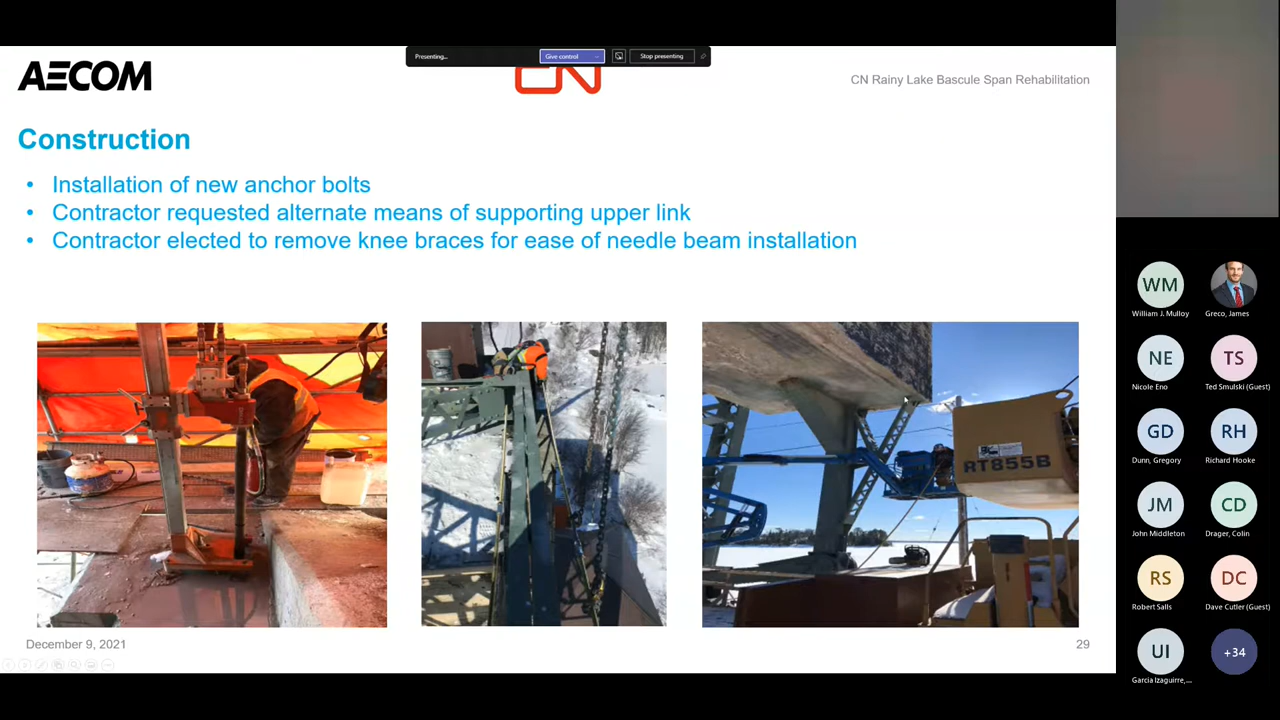 Presenting...
Give control
Stop presenting
AECOM
CN
CN Rainy Lake Bascule Span Rehabilitation
Construction
• Installation of new anchor bolts
• Contractor requested alternate means of supporting upper link
• Contractor elected to remove knee braces for ease of needle beam installation
RT855B
December 9, 2021
29
WM
William J. Mulloy
Greco, James
NE
Nicole Eno
TS
Ted Smulski (Guest)
GD
Dunn, Gregory
RH
Richard Hooke
JM
John Middleton
CD
Drager, Colin
RS
Robert Salls
DC
Dave Cutler (Guest)
UI
Garcia Izaguirre,...
+34